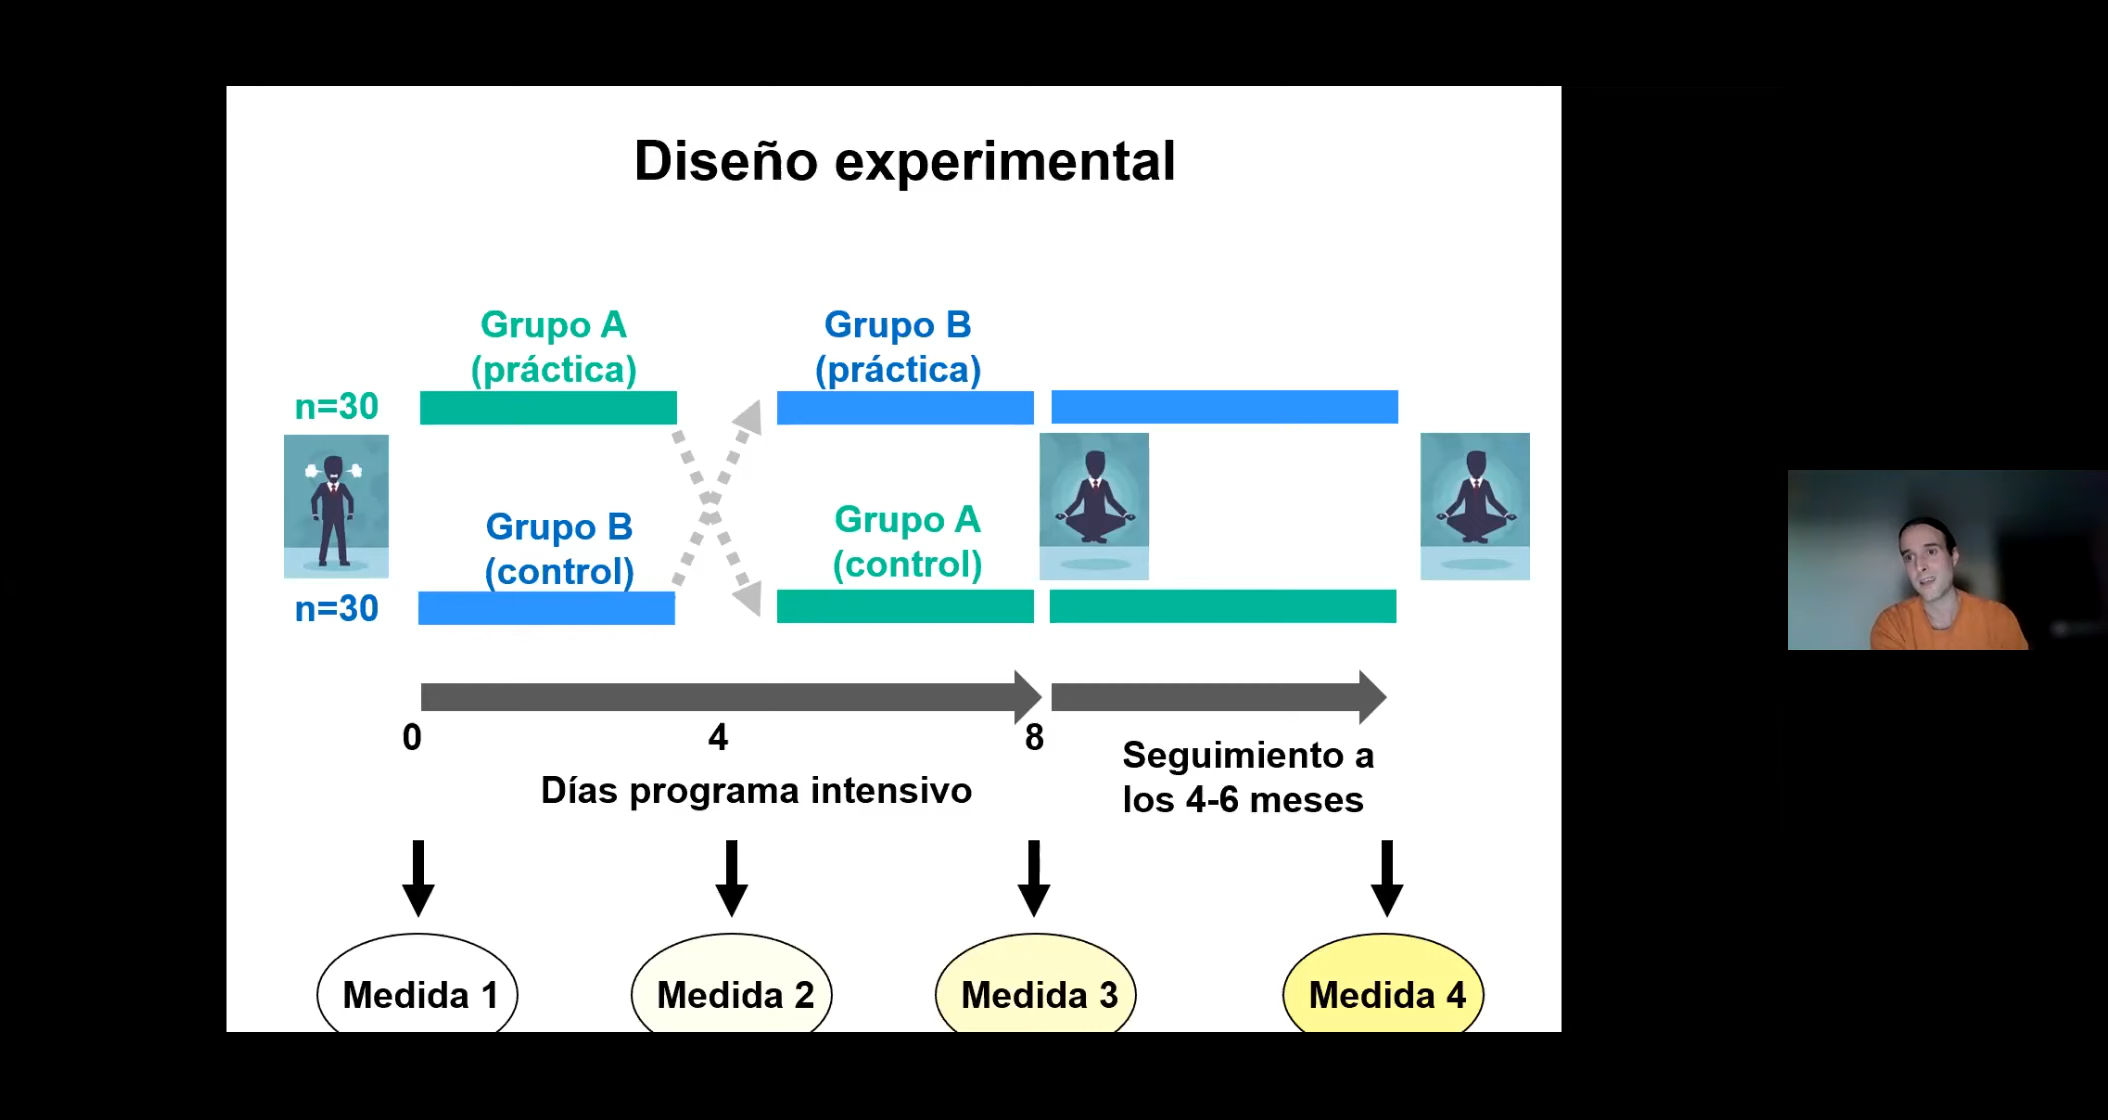 Diseño experimental
Grupo A
(práctica)
Grupo B
(práctica)
n=30
Grupo B
(control)
Grupo A
(control)
n=30
0
4
8
Días programa intensivo
Seguimiento a
los 4-6 meses
Medida 1
Medida 2
Medida 3
Medida 4